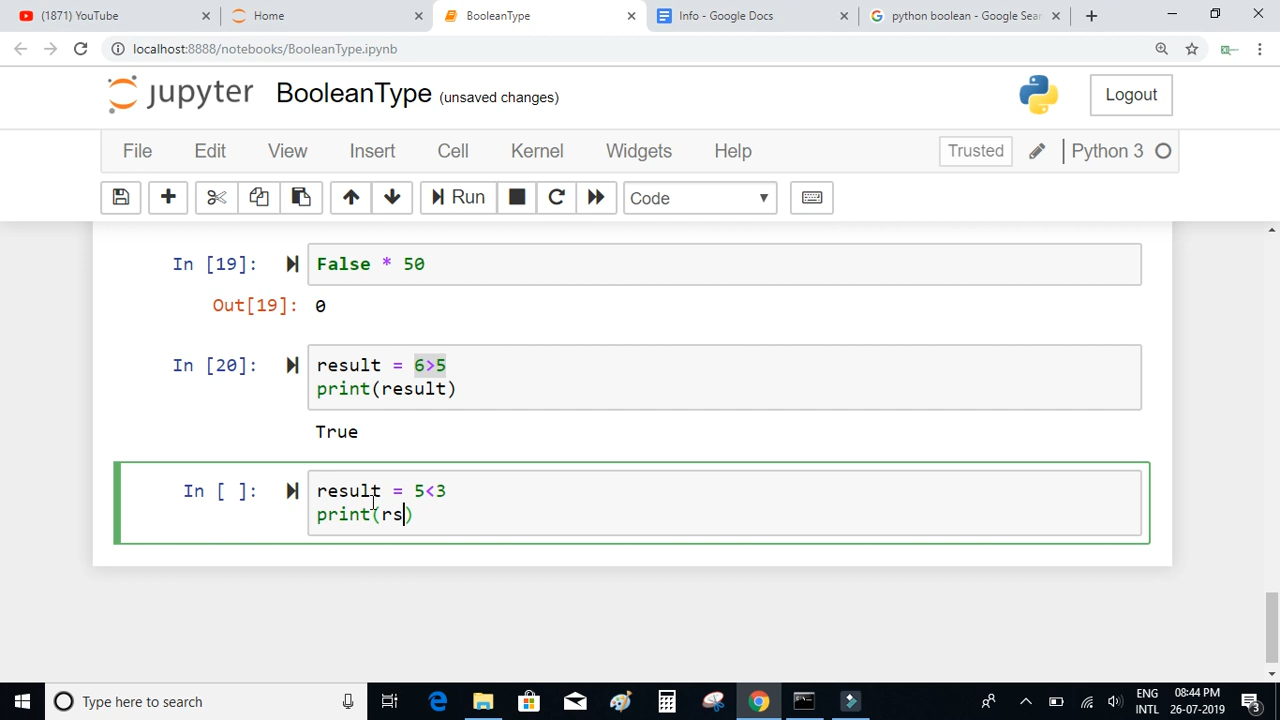 (1871) YouTube
Home
BooleanType
Info - Google Docs
python boolean - Google Sear
localhost:8888/notebooks/BooleanType.ipynb
jupyter BooleanType (unsaved changes)
Logout
File Edit View Insert Cell Kernel Widgets Help
Trusted
Python 3
Run
Code
In [19]: False * 50
Out[19]: 0
In [20]: result = 6>5
print(result)
True
In [ ]: result = 5<3
print(rs)
Type here to search
ENG
INTL
08:44 PM
26-07-2019
3